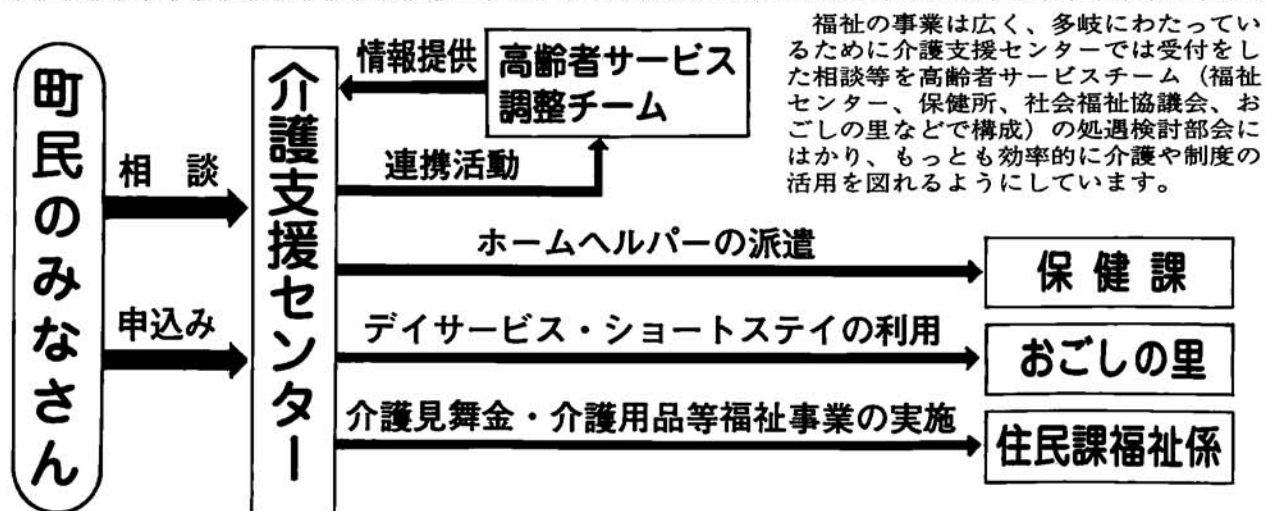 町民のみなさん
相談
申込み
介護支援センター
情報提供
高齢者サービス
調整チーム
連携活動
福祉の事業は広く、多岐にわたってい
るために介護支援センターでは受付をし
た相談等を高齢者サービスチーム（福祉
センター、保健所、社会福祉協議会、お
ごしの里などで構成）の処遇検討部会に
はかり、もっとも効率的に介護や制度の
活用を図れるようにしています。
ホームヘルパーの派遣
保健課
デイサービス・ショートステイの利用
おごしの里
介護見舞金・介護用品等福祉事業の実施
住民課福祉係